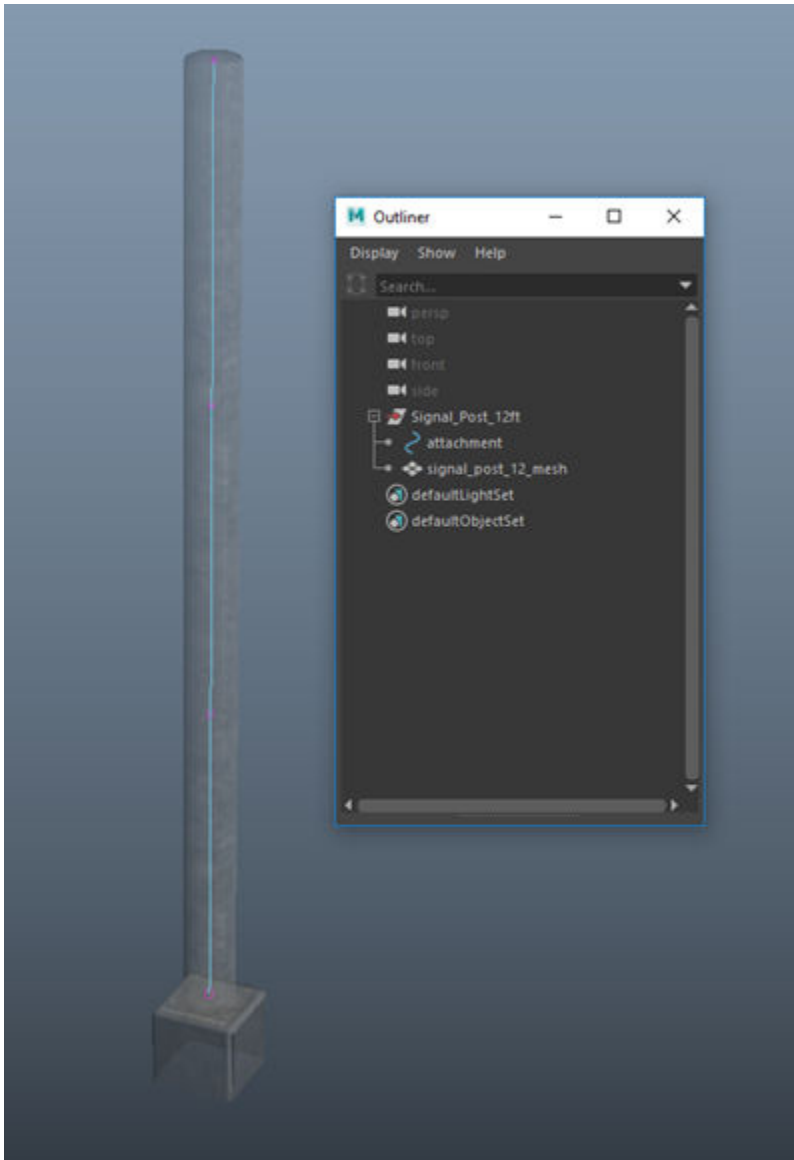 Outliner
Display Show Help
Search...
persp
top
front
side
Signal_Post_12ft
attachment
signal_post_12_mesh
defaultLightSet
defaultObjectSet